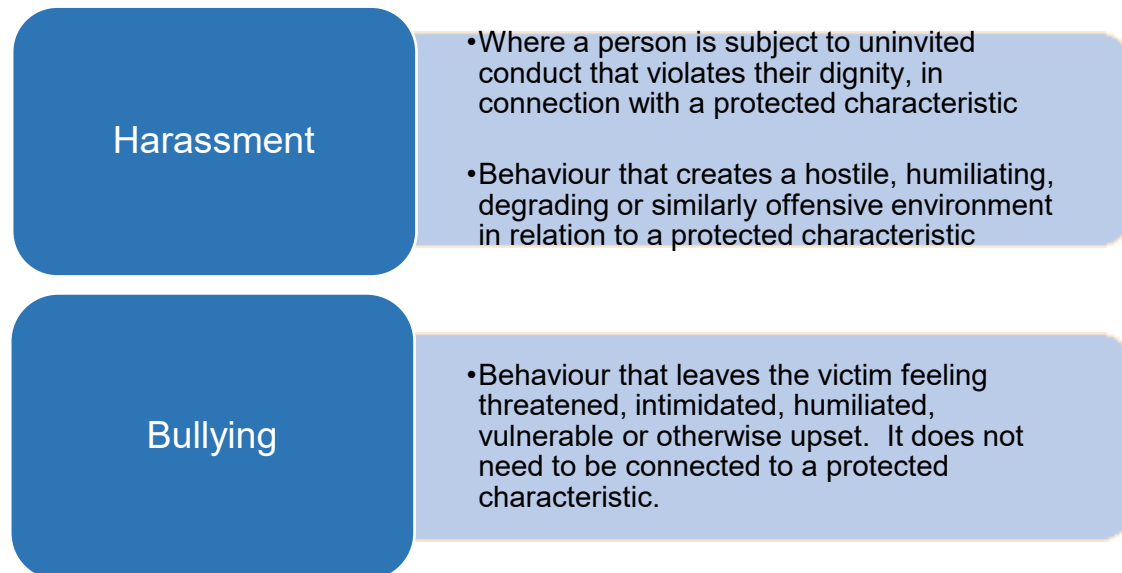 Harassment
•Where a person is subject to uninvited
conduct that violates their dignity, in
connection with a protected characteristic
•Behaviour that creates a hostile, humiliating,
degrading or similarly offensive environment
in relation to a protected characteristic
Bullying
•Behaviour that leaves the victim feeling
threatened, intimidated, humiliated,
vulnerable or otherwise upset.  It does not
need to be connected to a protected
characteristic.